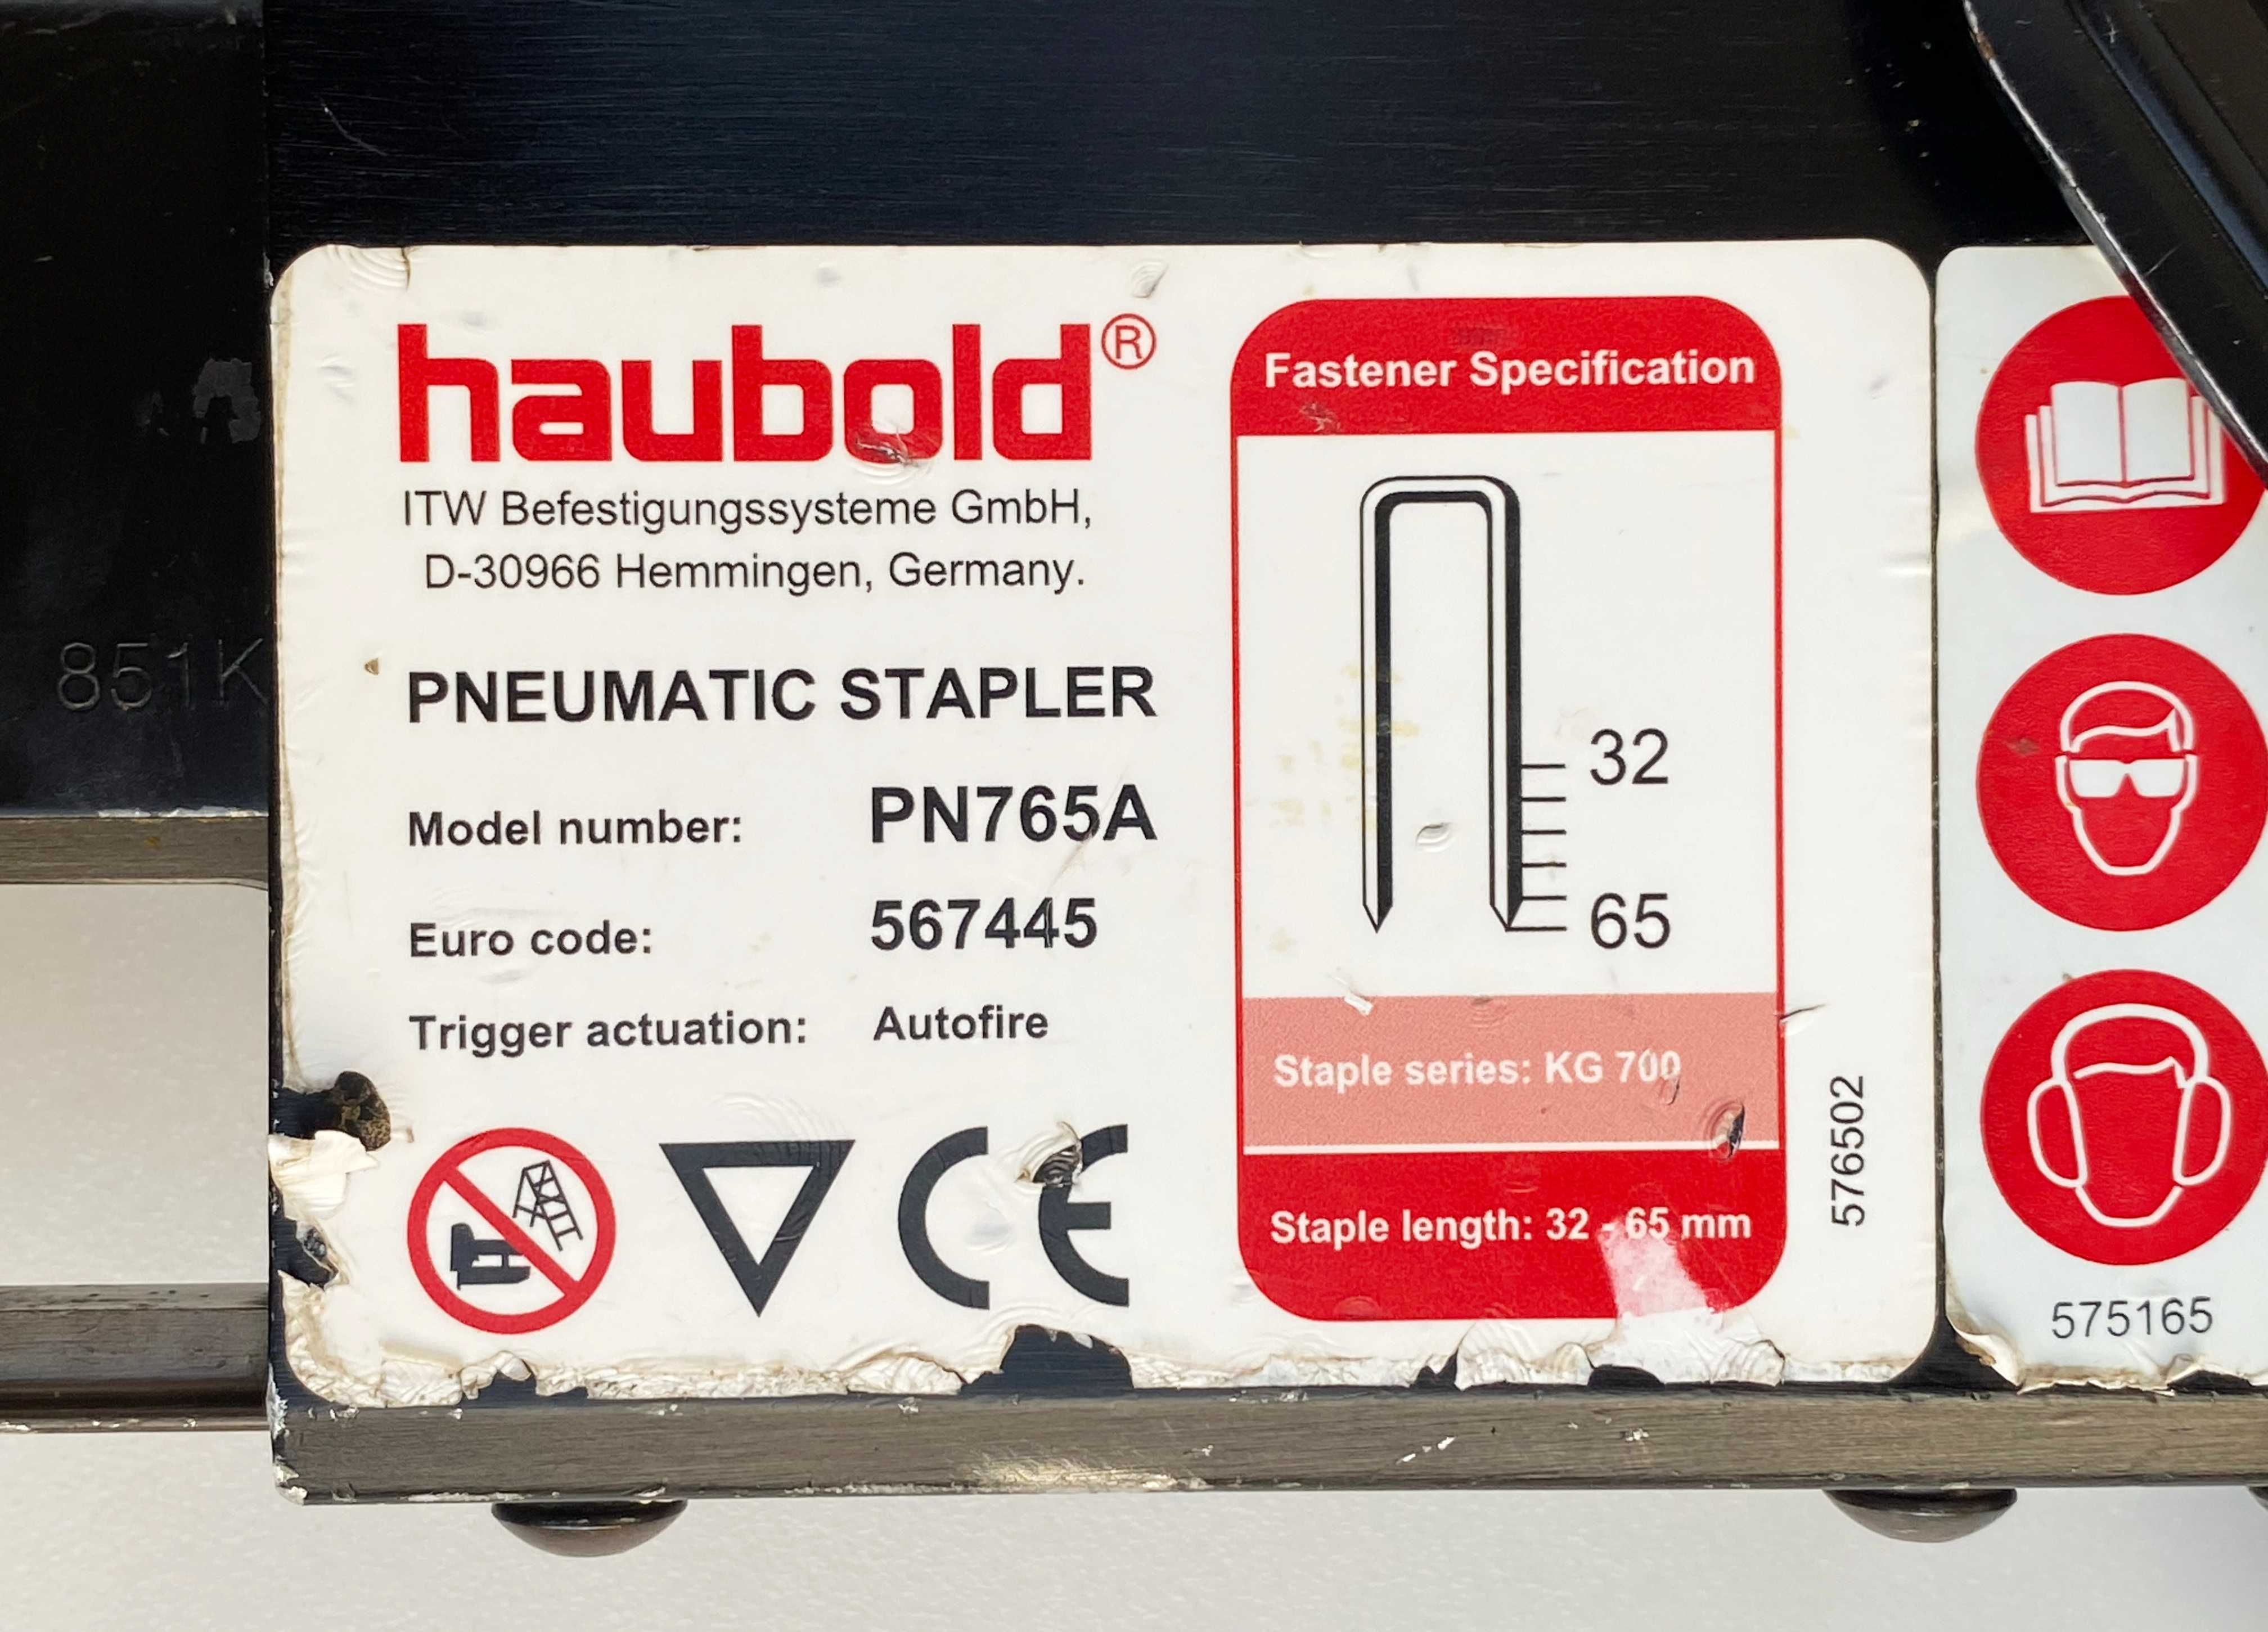 haubold®
ITW Befestigungssysteme GmbH,
D-30966 Hemmingen, Germany.
PNEUMATIC STAPLER
Model number: PN765A
Euro code: 567445
Trigger actuation: Autofire
CE
Fastener Specification
32
65
Staple series: KG 700
Staple length: 32 - 65 mm
576502
575165
851K